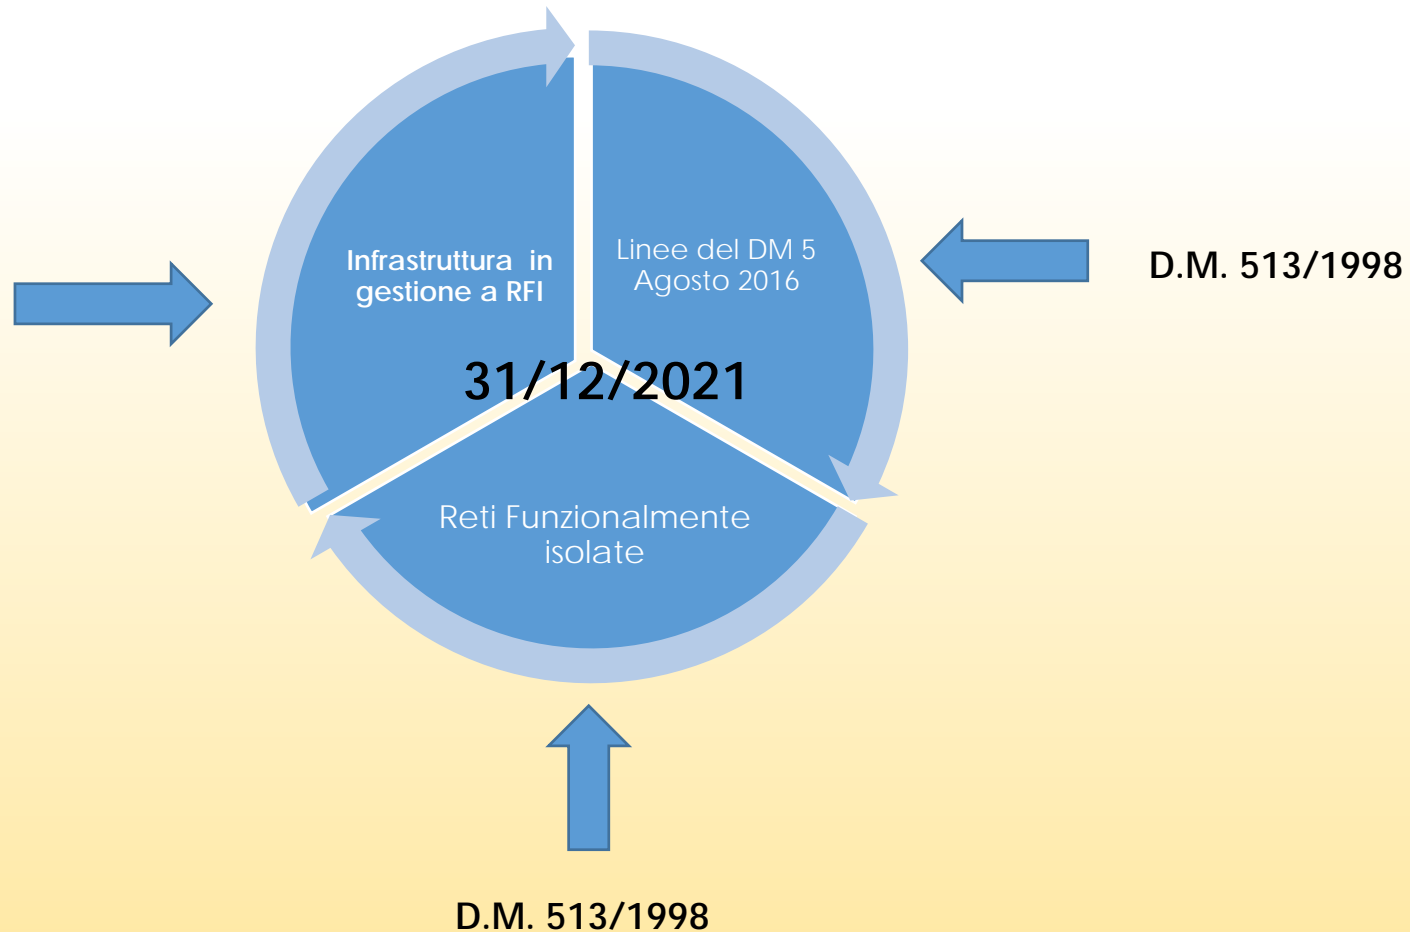 Infrastruttura in
gestione a RFI
Linee del DM 5
Agosto 2016
D.M. 513/1998
31/12/2021
Reti Funzionalmente
isolate
D.M. 513/1998